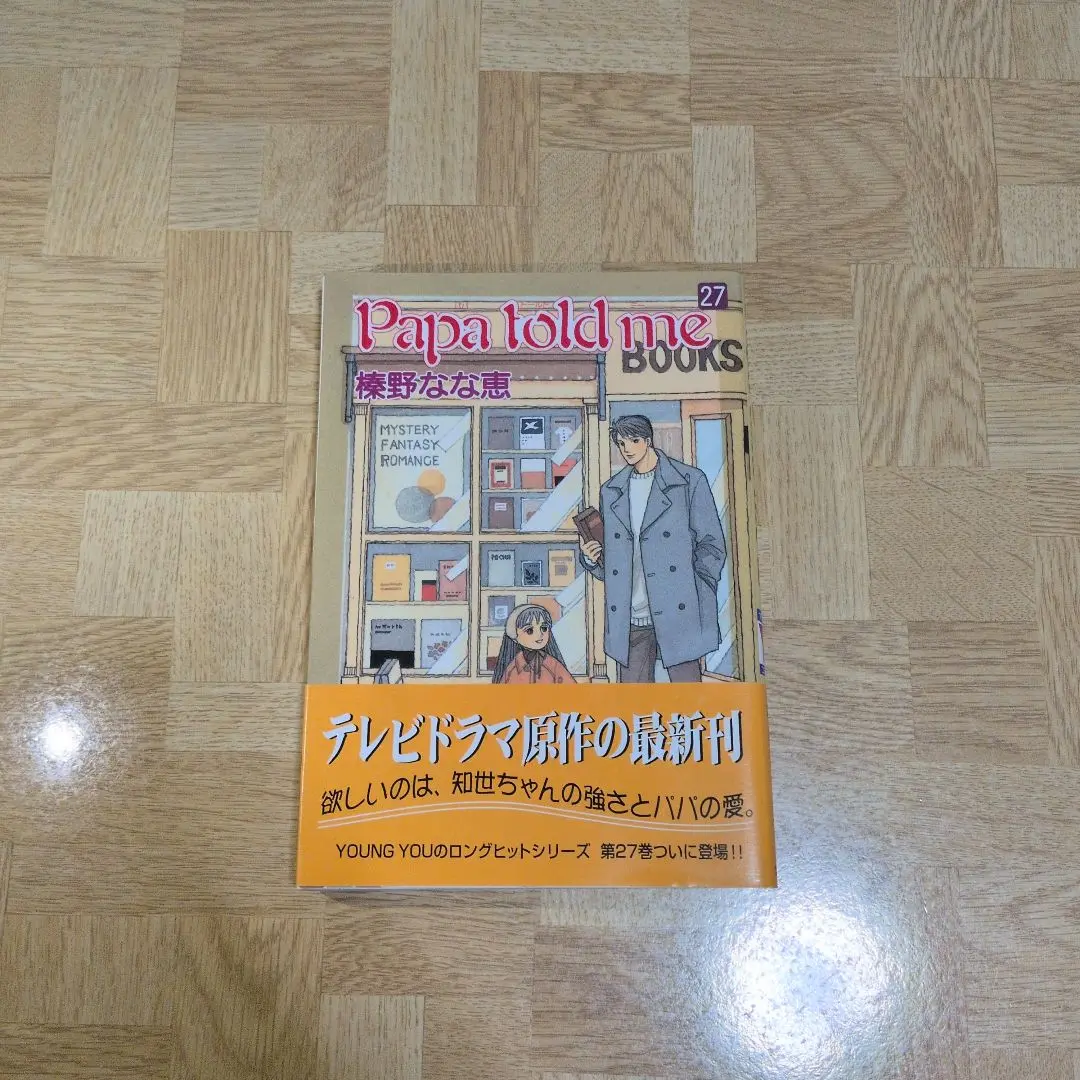 27
Papa told me
BOOKS
榛野なな恵
MYSTERY
FANTASY
ROMANCE
テレビドラマ原作の最新刊
欲しいのは、知世ちゃんの強さとパパの愛。
YOUNG YOUのロングヒットシリーズ 第27巻ついに登場!!